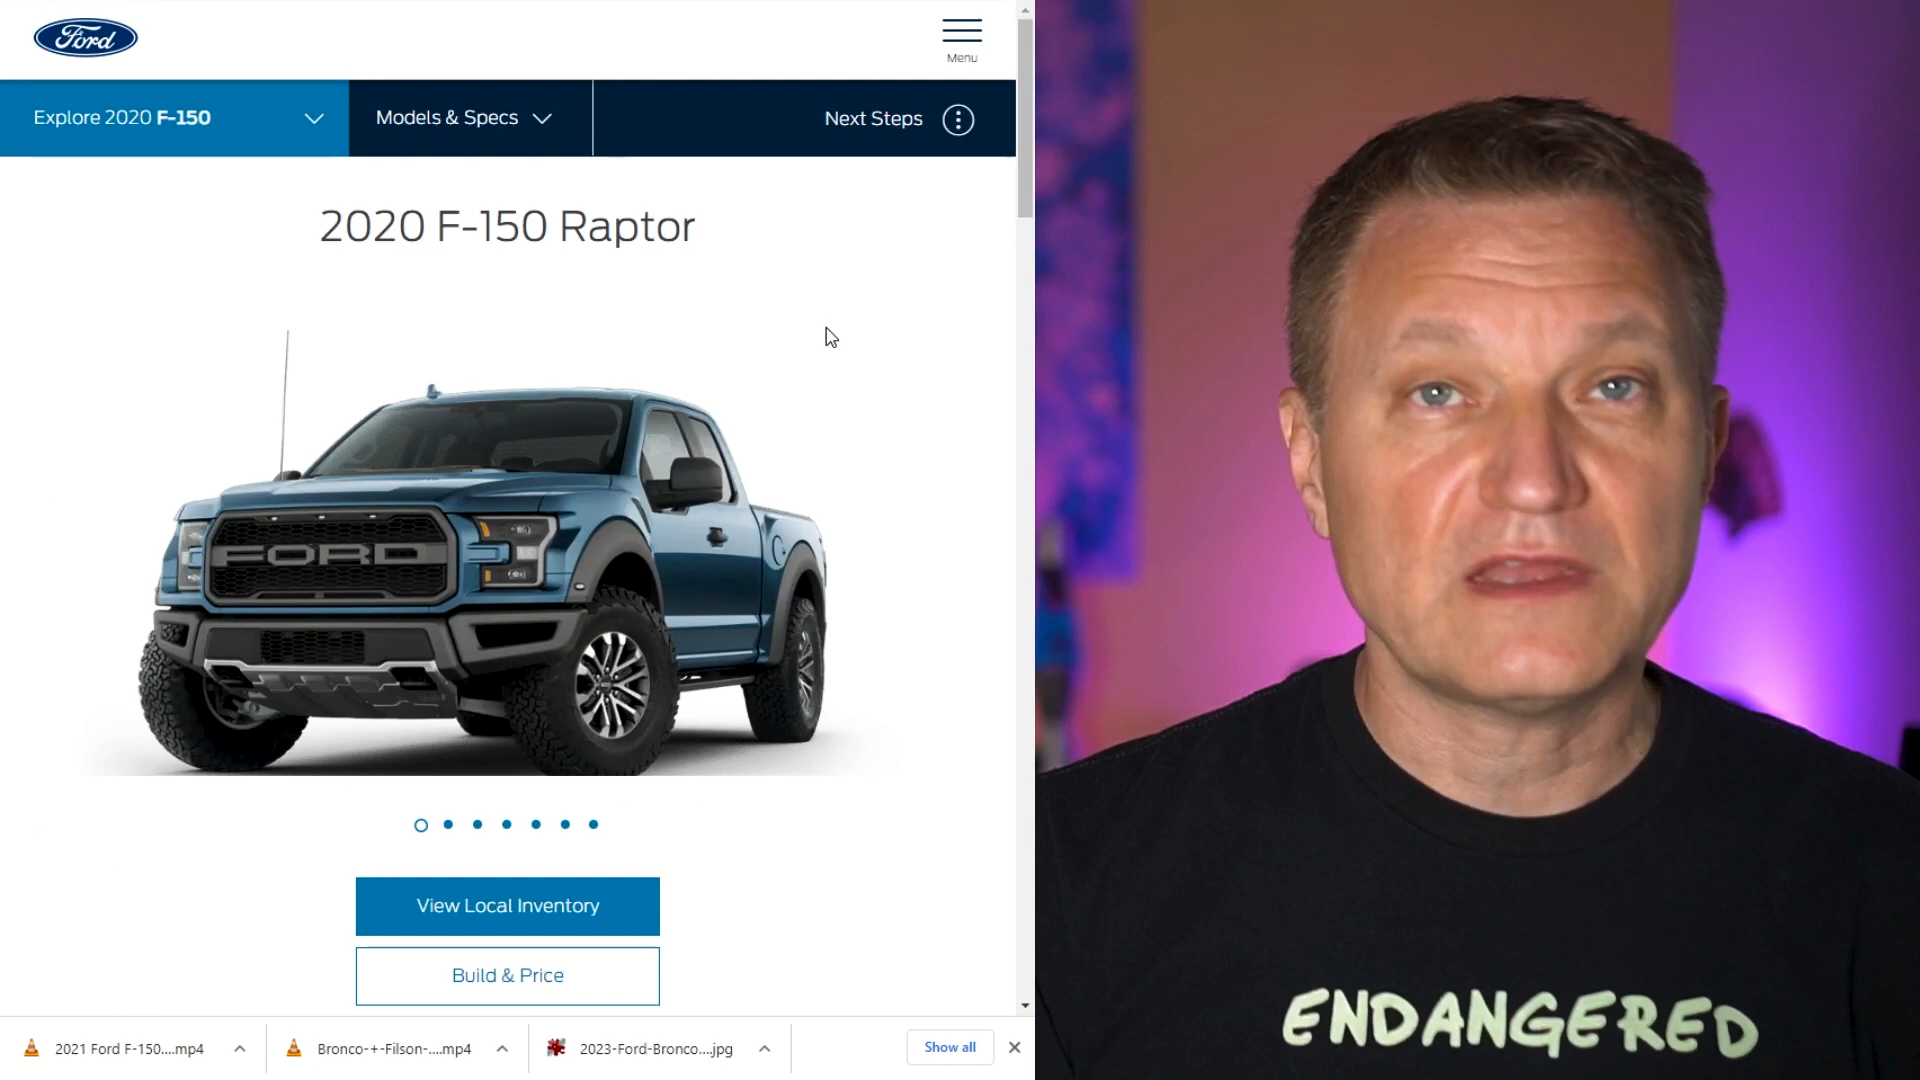 Ford
Menu
Explore 2020 F-150
Models & Specs
Next Steps
2020 F-150 Raptor
FORD
View Local Inventory
Build & Price
2021 Ford F-150....mp4
Bronco-+-Filson-....mp4
2023-Ford-Bronco....jpg
Show all
ENDANGERED